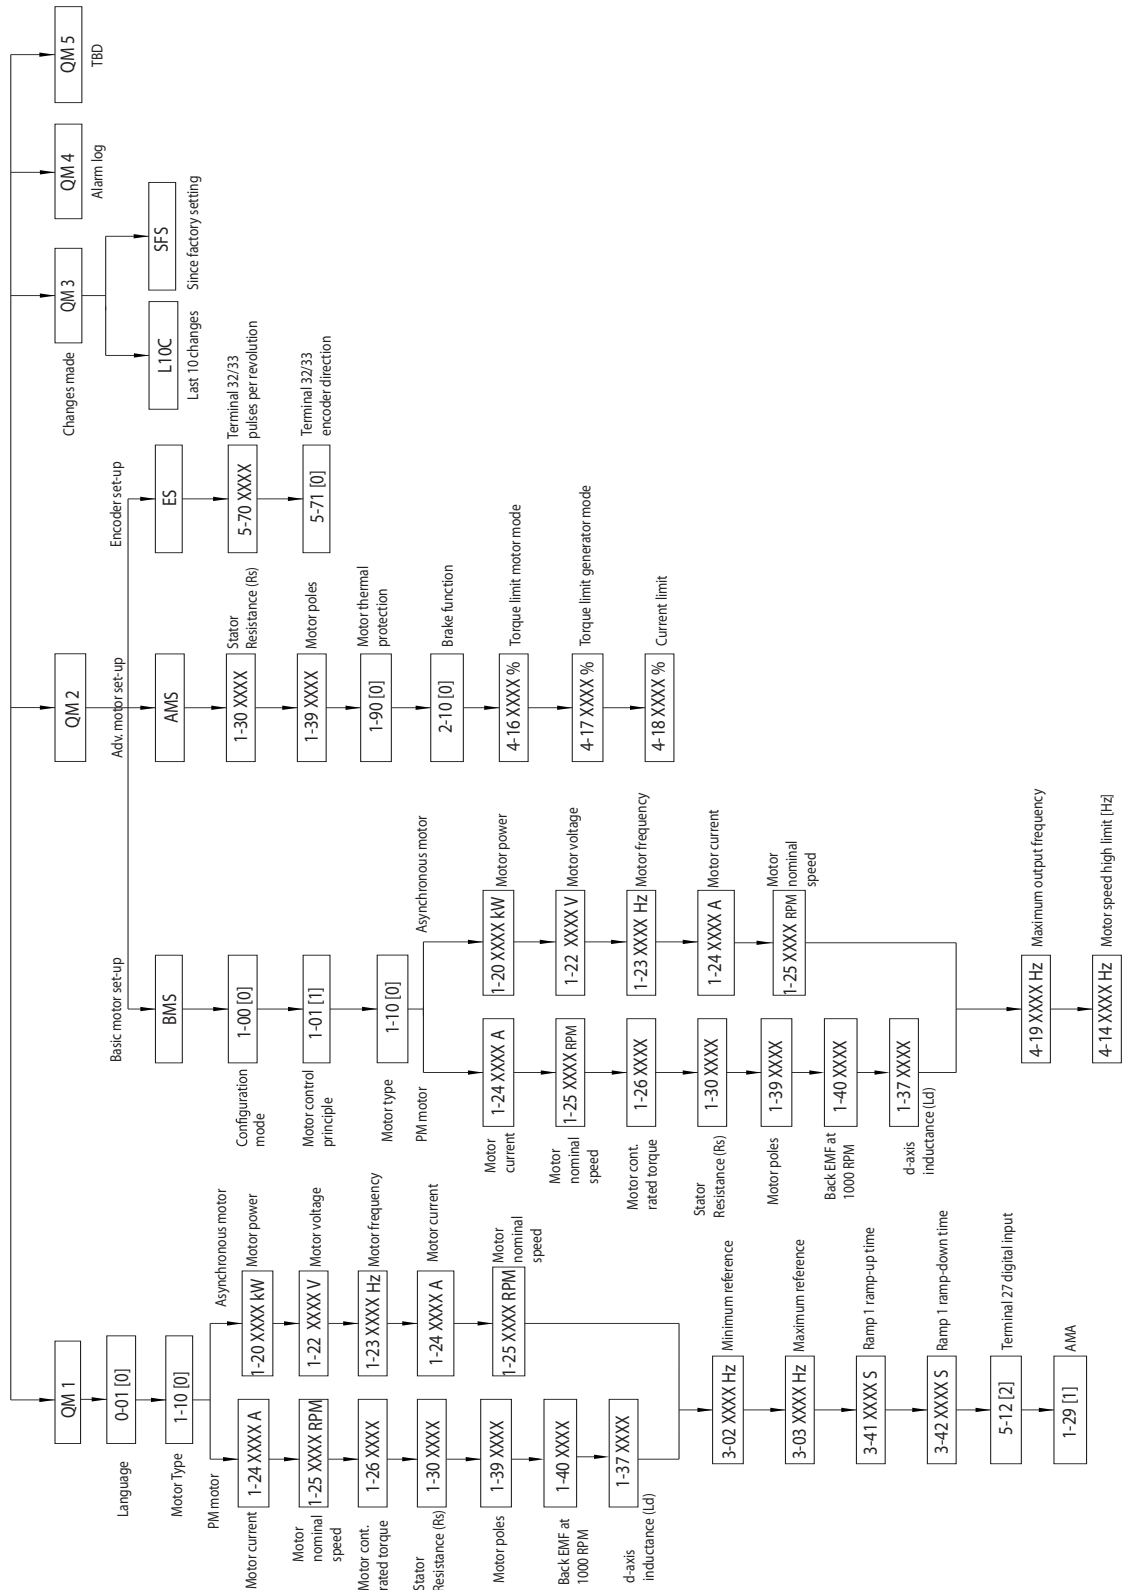 QM 1
Language
0-01 [0]
Motor Type
1-10 [0]
PM motor
Motor current
1-24 XXXX A
Motor
nominal
speed
1-25 XXXX RPM
Motor cont.
rated torque
1-26 XXXX
Stator
Resistance (Rs)
1-30 XXXX
Motor poles
1-39 XXXX
Back EMF at
1000 RPM
1-40 XXXX
d-axis
inductance (Ld)
1-37 XXXX
Asynchronous motor
1-20 XXXX kW
Motor power
1-22 XXXX V
Motor voltage
1-23 XXXX Hz
Motor frequency
1-24 XXXX A
Motor current
1-25 XXXX RPM
Motor
nominal
speed
3-02 XXXX Hz
Minimum reference
3-03 XXXX Hz
Maximum reference
3-41 XXXX S
Ramp 1 ramp-up time
3-42 XXXX S
Ramp 1 ramp-down time
5-12 [2]
Terminal 27 digital input
1-29 [1]
AMA
QM 2
Basic motor set-up
BMS
Configuration
mode
1-00 [0]
Motor control
principle
1-01 [1]
Motor type
1-10 [0]
PM motor
Motor
current
1-24 XXXX A
Motor
nominal
speed
1-25 XXXX RPM
Motor cont.
rated torque
1-26 XXXX
Stator
Resistance (Rs)
1-30 XXXX
Motor poles
1-39 XXXX
Back EMF at
1000 RPM
1-40 XXXX
d-axis
inductance (Ld)
1-37 XXXX
Asynchronous motor
1-20 XXXX kW
Motor power
1-22 XXXX V
Motor voltage
1-23 XXXX Hz
Motor frequency
1-24 XXXX A
Motor current
1-25 XXXX RPM
Motor
nominal
speed
4-19 XXXX Hz
Maximum output frequency
4-14 XXXX Hz
Motor speed high limit [Hz]
Adv. motor set-up
AMS
1-30 XXXX
Stator
Resistance (Rs)
1-39 XXXX
Motor poles
1-90 [0]
Motor thermal
protection
2-10 [0]
Brake function
4-16 XXXX %
Torque limit motor mode
4-17 XXXX %
Torque limit generator mode
4-18 XXXX %
Current limit
Encoder set-up
ES
5-70 XXXX
Terminal 32/33
pulses per revolution
5-71 [0]
Terminal 32/33
encoder direction
Changes made
QM 3
L10C
Last 10 changes
SFS
Since factory setting
QM 4
Alarm log
QM 5
TBD